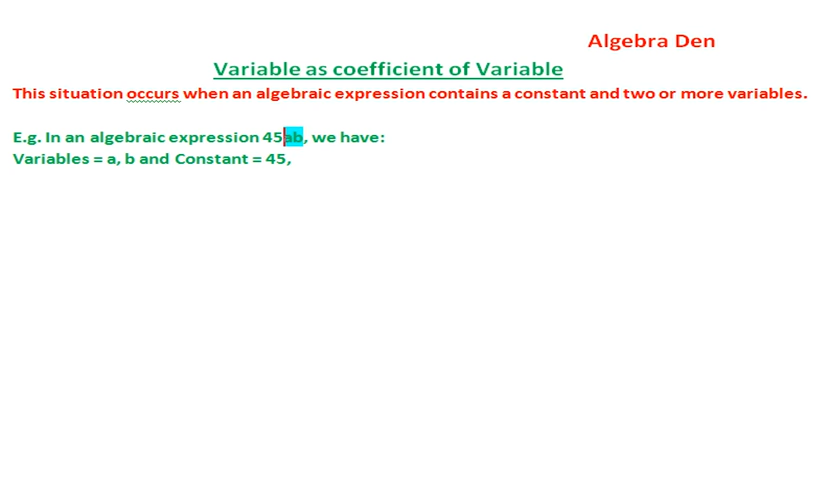 Algebra Den
Variable as coefficient of Variable
This situation occurs when an algebraic expression contains a constant and two or more variables.
E.g. In an algebraic expression 45ab, we have:
Variables = a, b and Constant = 45,